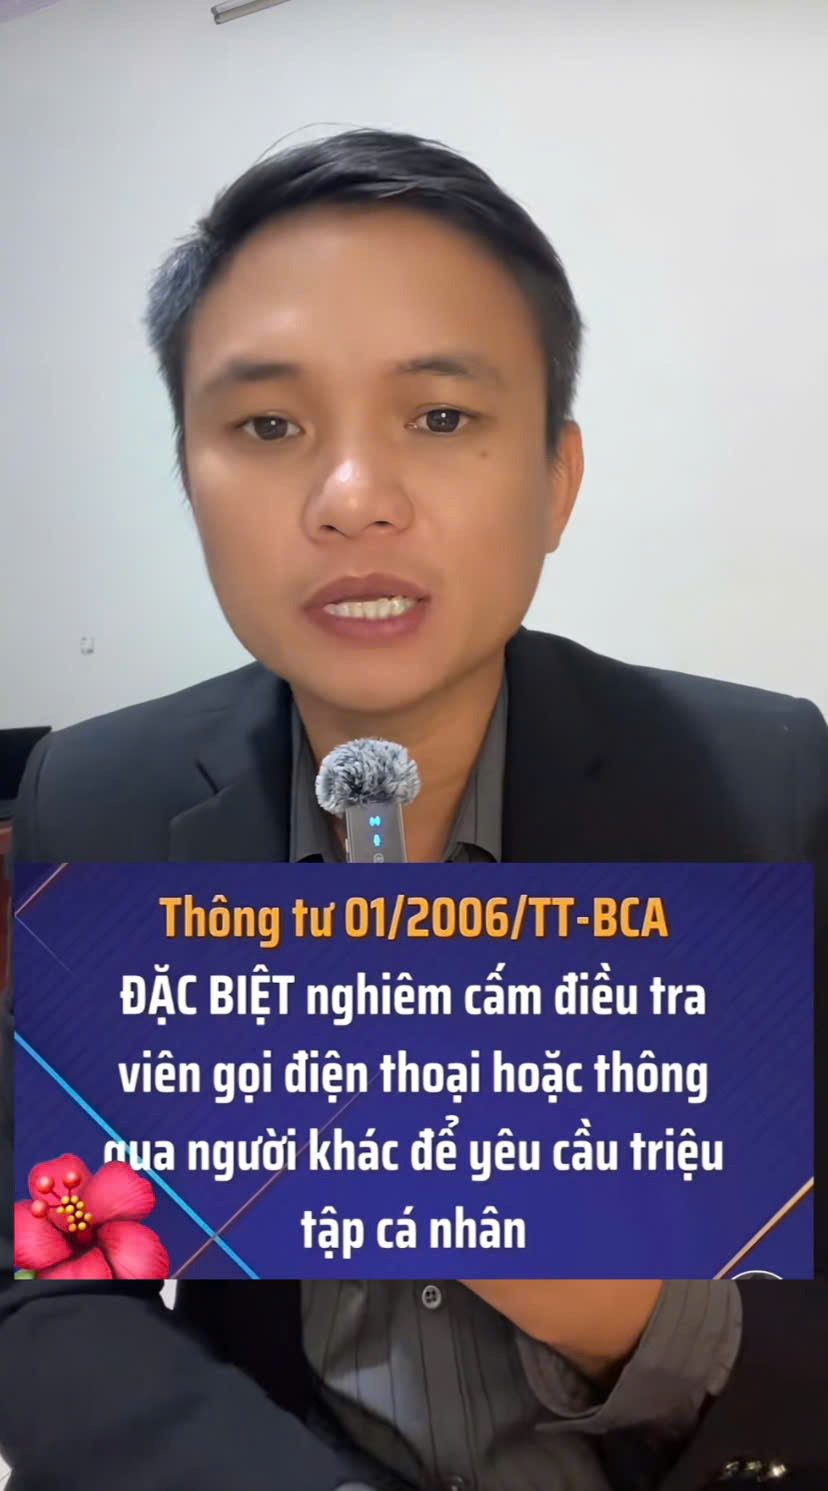 Thông tư 01/2006/TT-BCA
ĐẶC BIỆT nghiêm cấm điều tra
viên gọi điện thoại hoặc thông
qua người khác để yêu cầu triệu
tập cá nhân